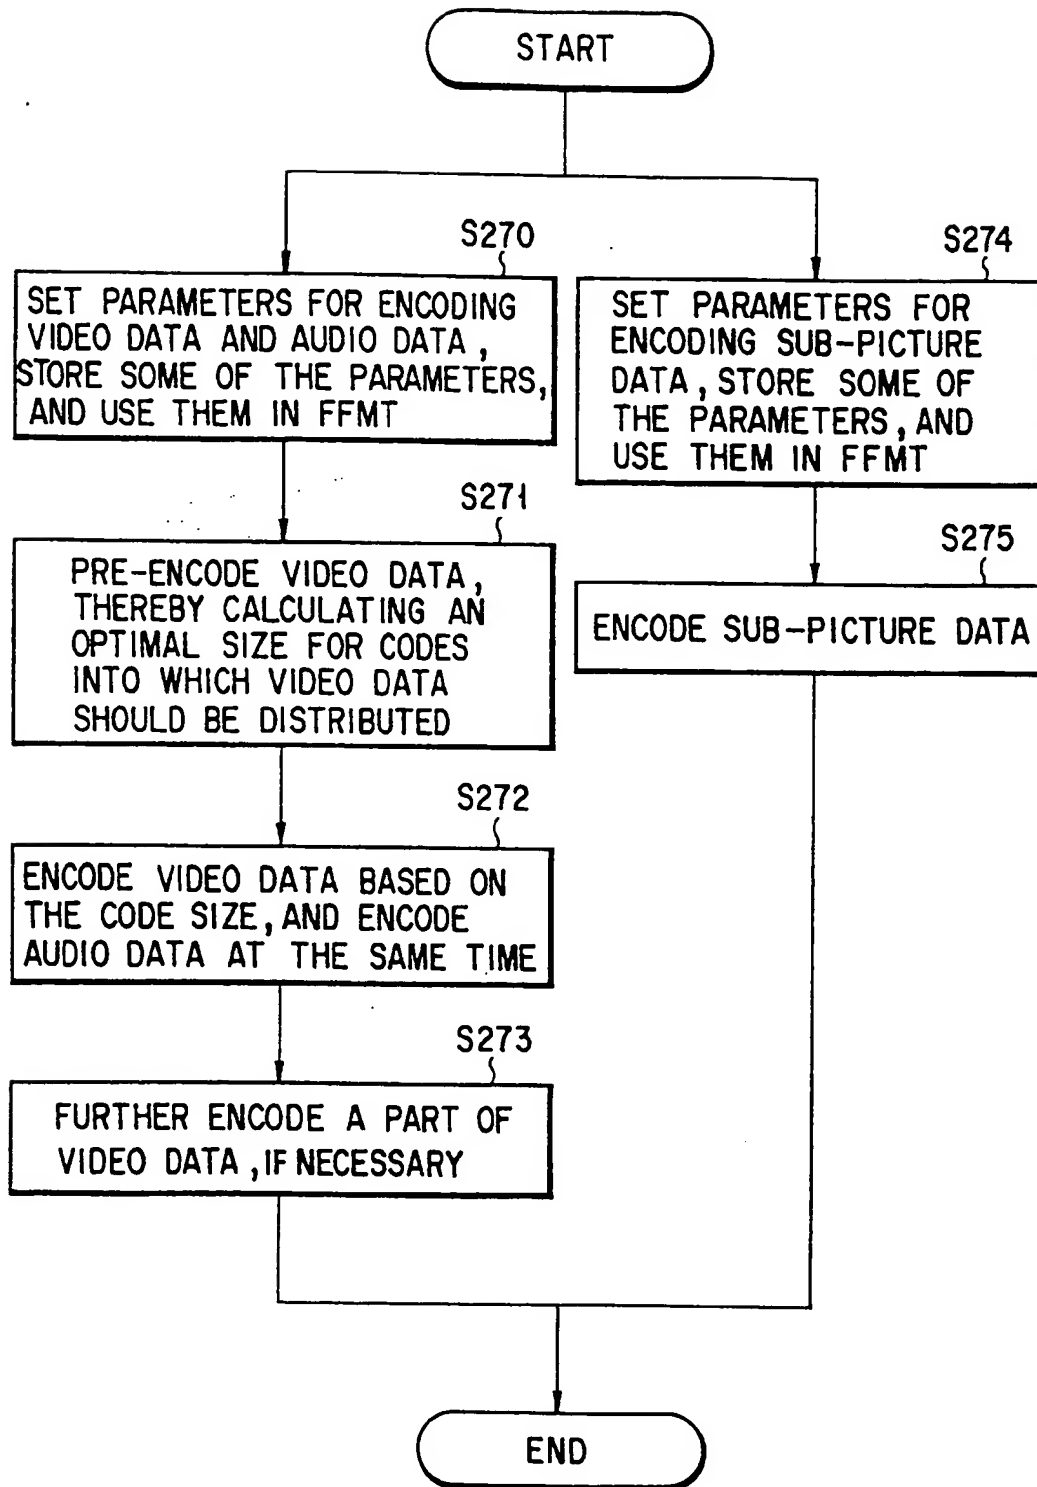 START
S270
SET PARAMETERS FOR ENCODING
VIDEO DATA AND AUDIO DATA,
STORE SOME OF THE PARAMETERS,
AND USE THEM IN FFMT
S271
PRE-ENCODE VIDEO DATA,
THEREBY CALCULATING AN
OPTIMAL SIZE FOR CODES
INTO WHICH VIDEO DATA
SHOULD BE DISTRIBUTED
S272
ENCODE VIDEO DATA BASED ON
THE CODE SIZE, AND ENCODE
AUDIO DATA AT THE SAME TIME
S273
FURTHER ENCODE A PART OF
VIDEO DATA, IF NECESSARY
S274
SET PARAMETERS FOR
ENCODING SUB-PICTURE
DATA, STORE SOME OF
THE PARAMETERS, AND
USE THEM IN FFMT
S275
ENCODE SUB-PICTURE DATA
END